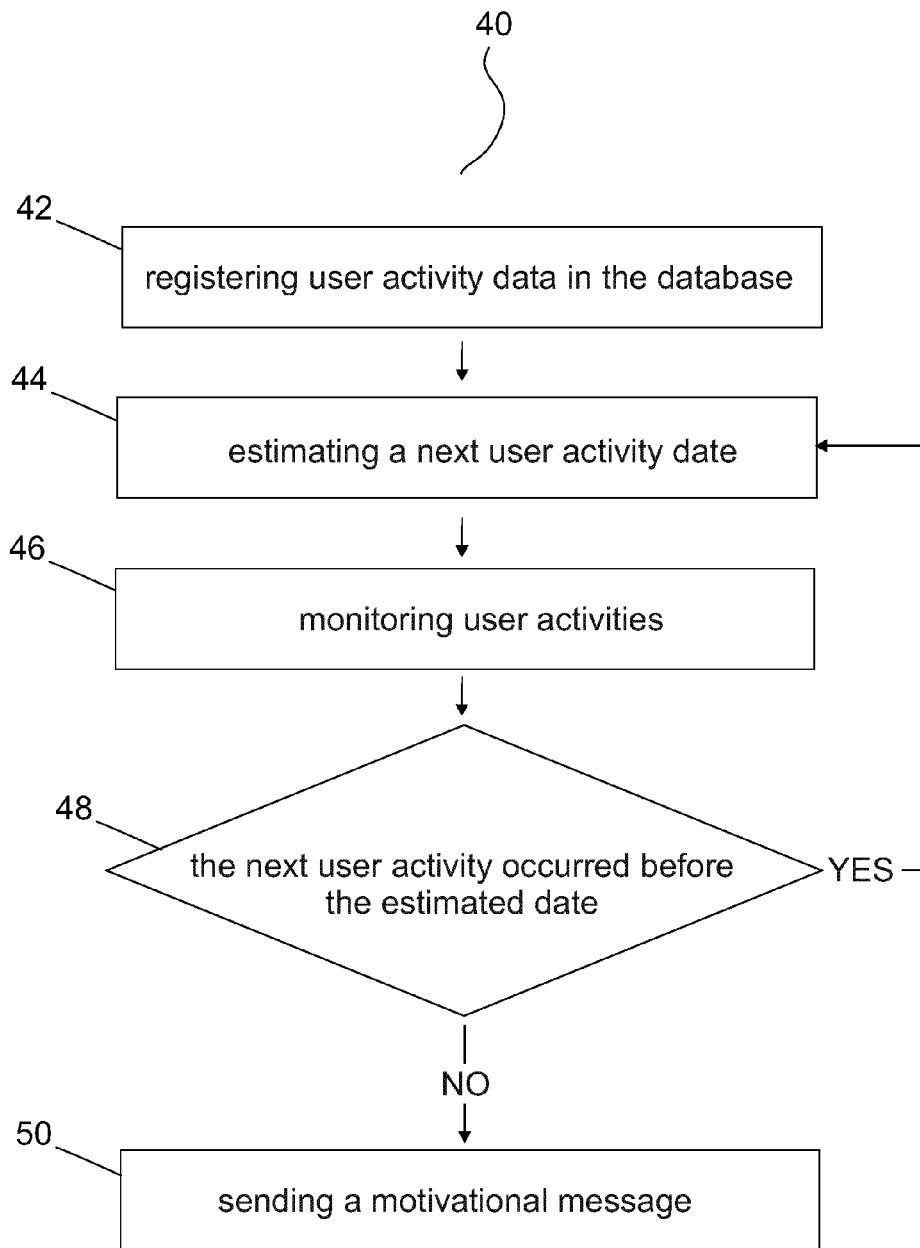 40
42
registering user activity data in the database
44
estimating a next user activity date
46
monitoring user activities
48
the next user activity occurred before
the estimated date
YES
NO
50
sending a motivational message